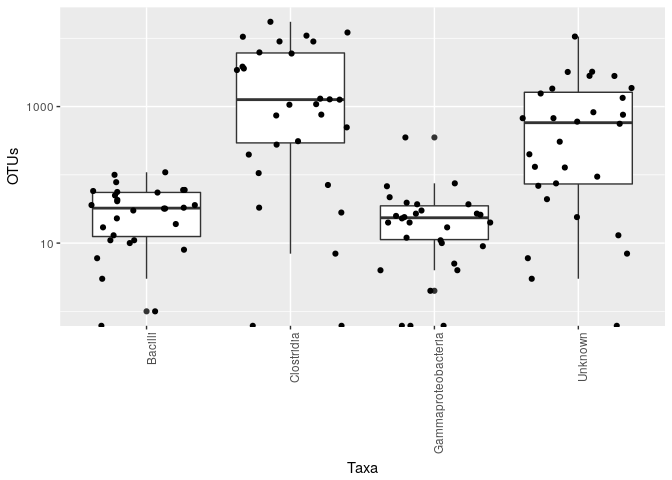 OTUs
1000
10
Bacilli
Clostridia
Gammaproteobacteria
Unknown
Taxa